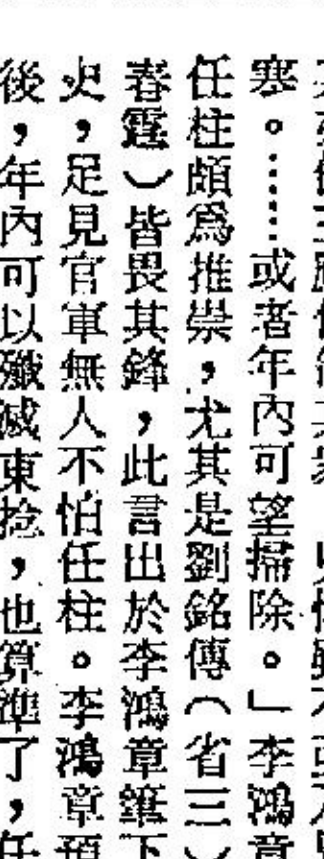 寒。……或者年內可望掃除。」李鴻章
任柱頗爲推崇,尤其是劉銘傳(省三)
春霆)皆畏其鋒,此言出於李鴻章筆下
史,足見官軍無人不怕任柱。李鴻章預
後,年內可以殲滅東捻,也算準了,任